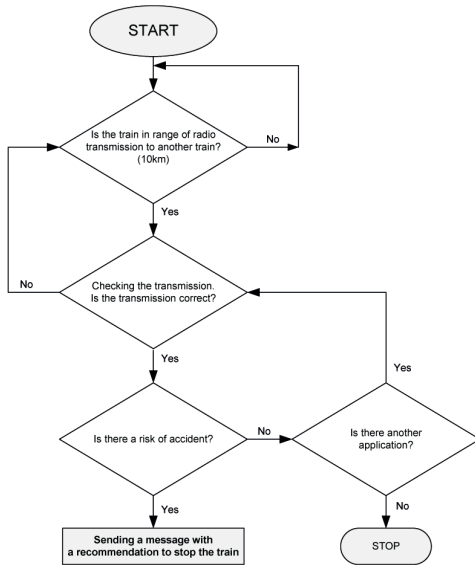 START
Is the train in range of radio
transmission to another train?
(10km)
No
Yes
No
Checking the transmission.
Is the transmission correct?
Yes
Yes
Is there a risk of accident?
No
Is there another
application?
Yes
No
Sending a message with
a recommendation to stop the train
STOP